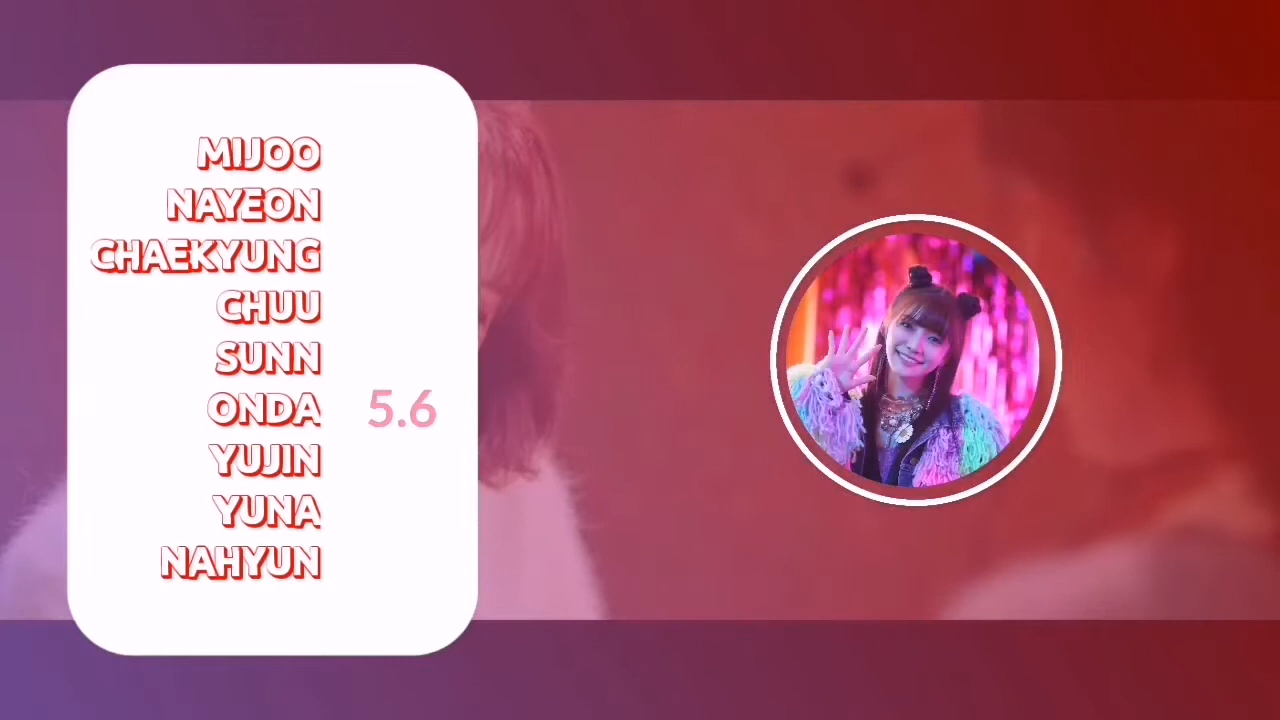 MIJOO
NAYEON
CHAEKYUNG
CHUU
SUNN
ONDA 5.6
YUJIN
YUNA
NAHYUN